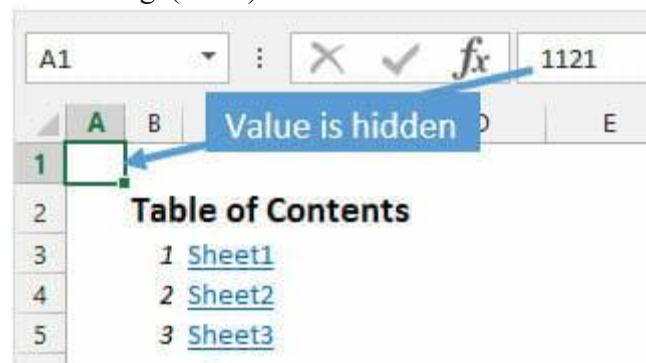 A1 fx 1121
Value is hidden
A B E
1
2 Table of Contents
3 1 Sheet1
4 2 Sheet2
5 3 Sheet3